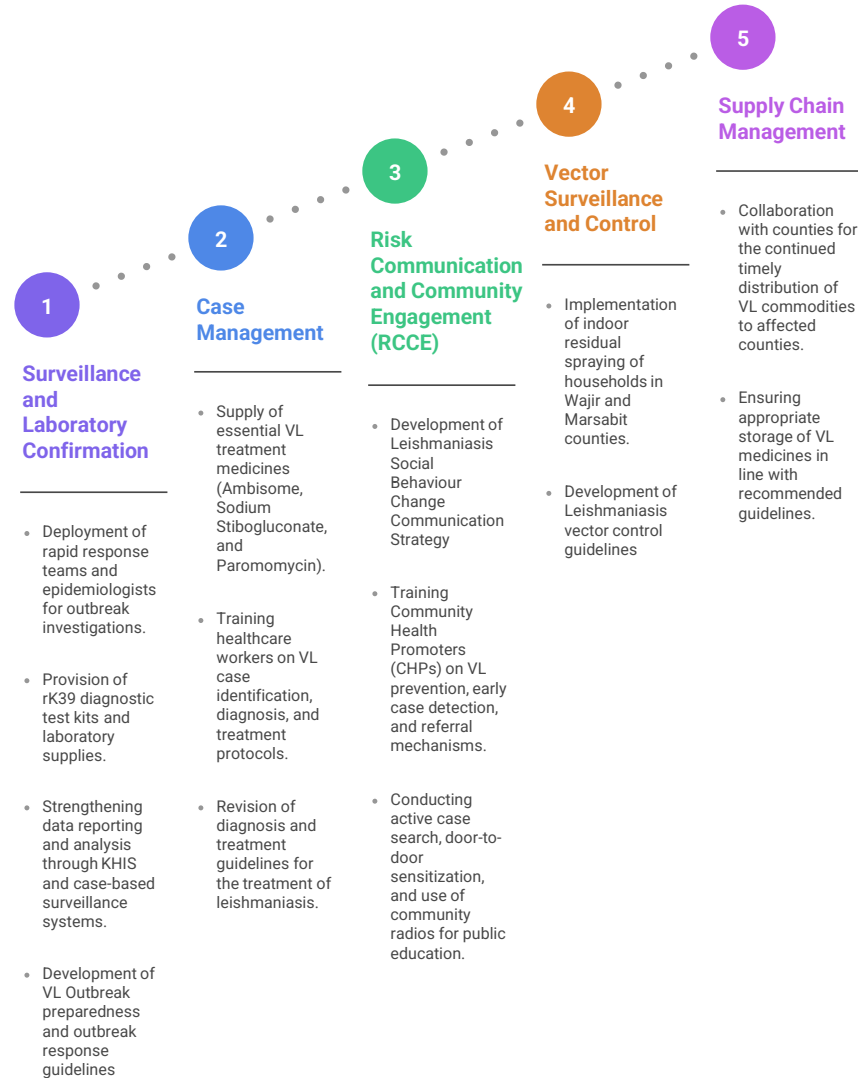 1
Surveillance
and
Laboratory
Confirmation
Deployment of
rapid response
teams and
epidemiologists
for outbreak
investigations.
Provision of
rK39 diagnostic
test kits and
laboratory
supplies.
Strengthening
data reporting
and analysis
through KHIS
and case-based
surveillance
systems.
Development of
VL Outbreak
preparedness
and outbreak
response
guidelines
2
Case
Management
Supply of
essential VL
treatment
medicines
(Ambisome,
Sodium
Stibogluconate,
and
Paromomycin).
Training
healthcare
workers on VL
case
identification,
diagnosis, and
treatment
protocols.
Revision of
diagnosis and
treatment
guidelines for
the treatment of
leishmaniasis.
3
Risk
Communication
and Community
Engagement
(RCCE)
Development of
Leishmaniasis
Social
Behaviour
Change
Communication
Strategy
Training
Community
Health
Promoters
(CHPs) on VL
prevention, early
case detection,
and referral
mechanisms.
Conducting
active case
search, door-to-
door
sensitization,
and use of
community
radios for public
education.
4
Vector
Surveillance
and Control
Implementation
of indoor
residual
spraying of
households in
Wajir and
Marsabit
counties.
Development of
Leishmaniasis
vector control
guidelines
5
Supply Chain
Management
Collaboration
with counties for
the continued
timely
distribution of
VL commodities
to affected
counties.
Ensuring
appropriate
storage of VL
medicines in
line with
recommended
guidelines.